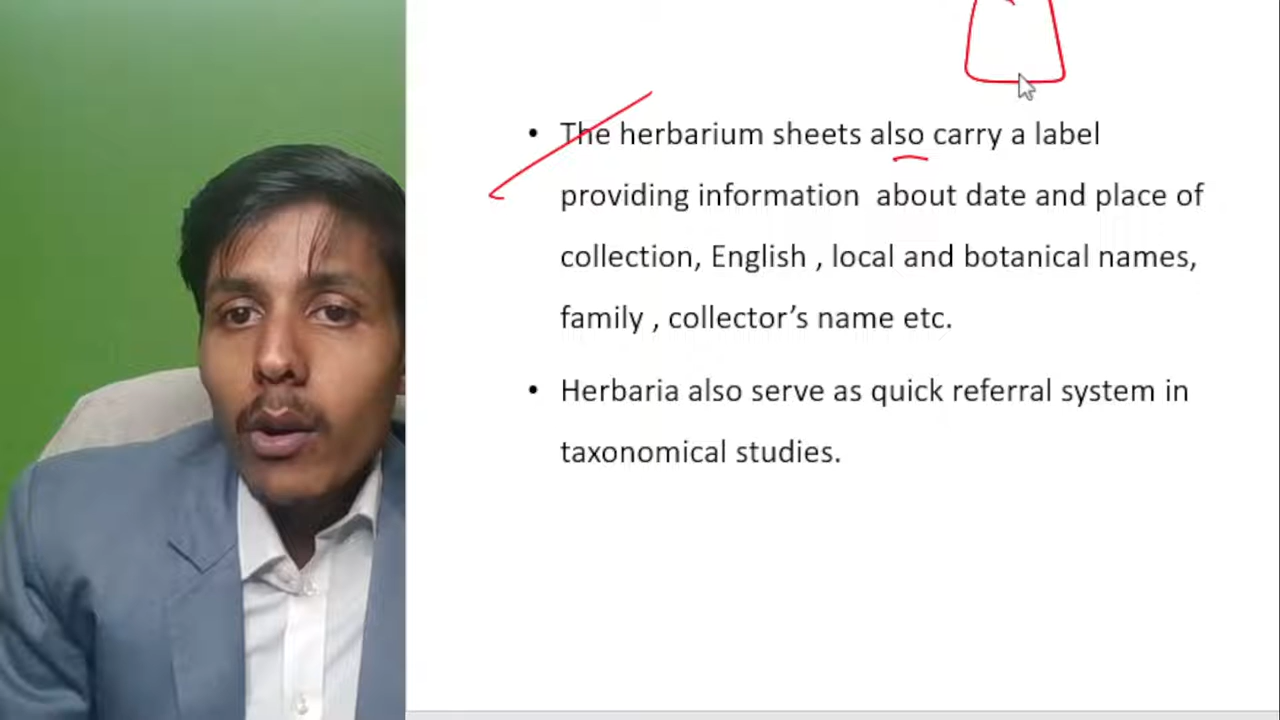 • The herbarium sheets also carry a label
providing information  about date and place of
collection, English , local and botanical names,
family , collector’s name etc.
• Herbaria also serve as quick referral system in
taxonomical studies.